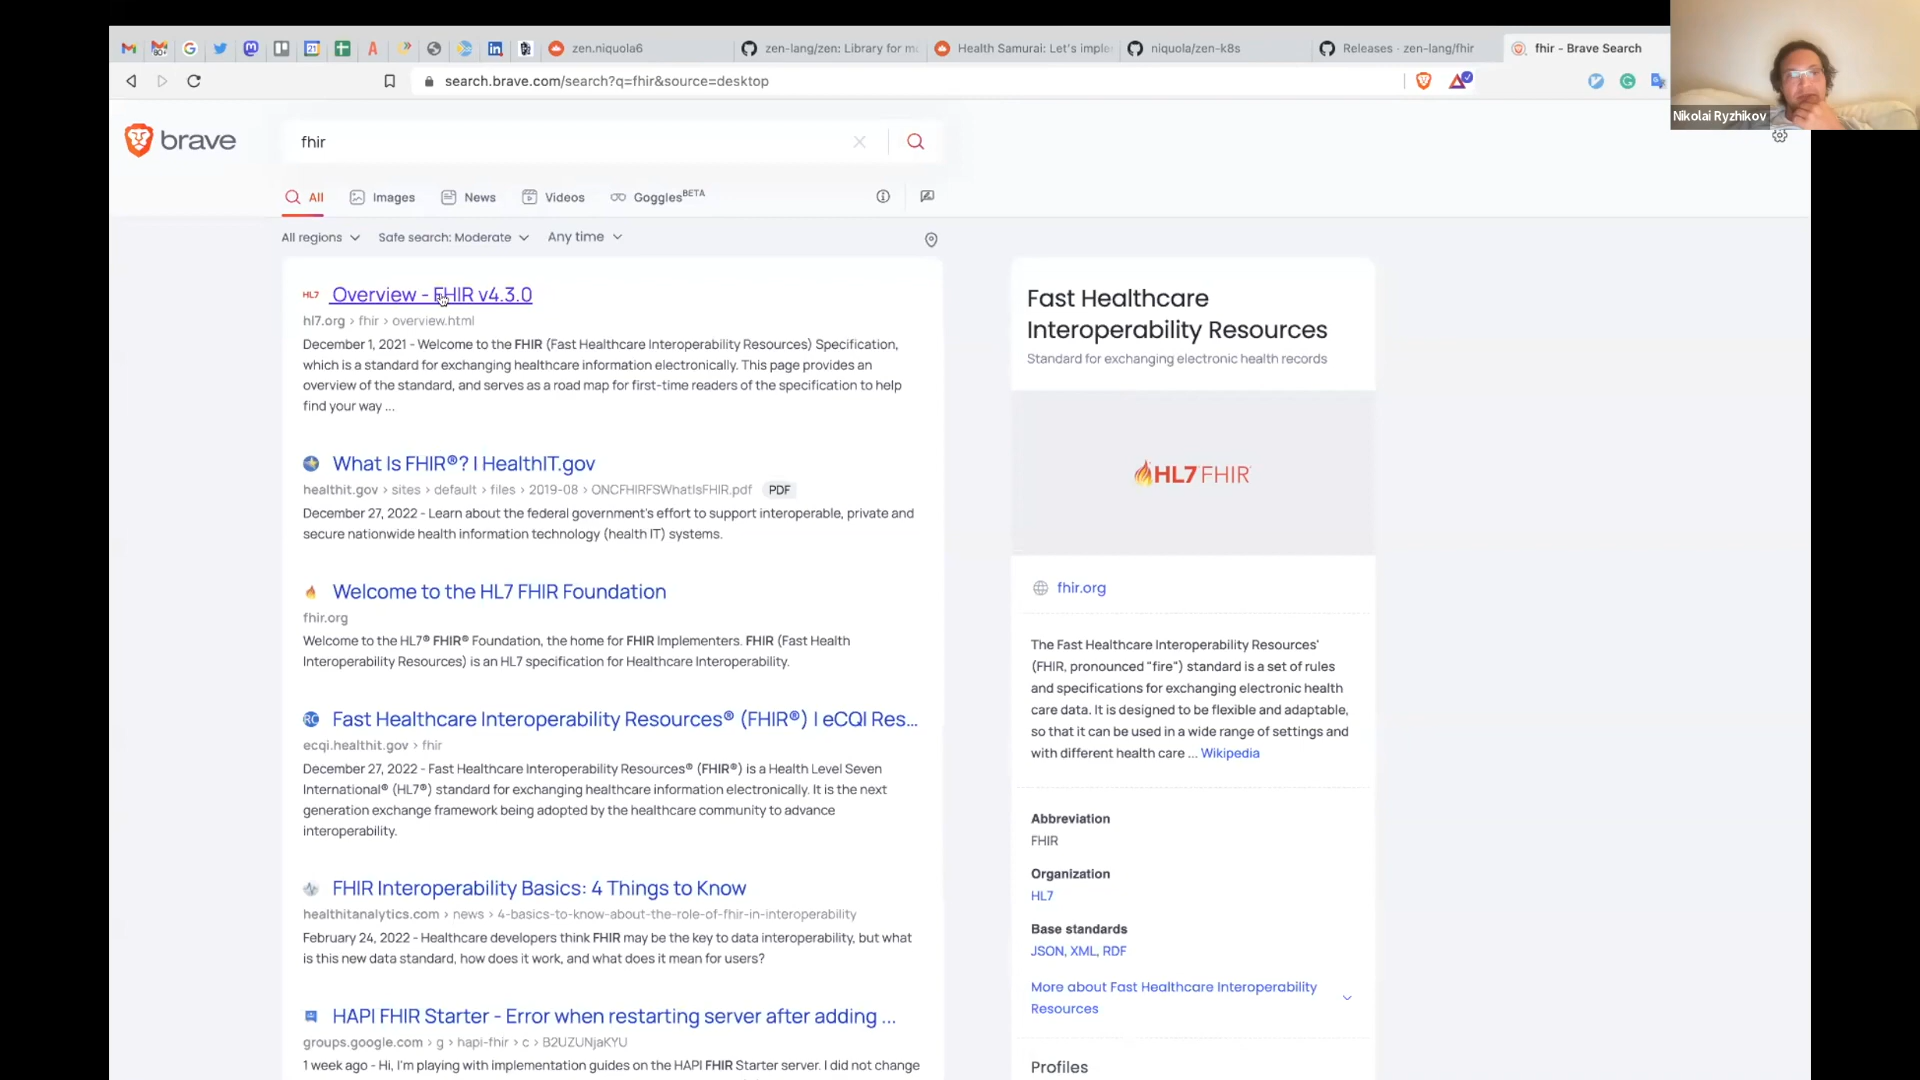 zen.niquola6
zen-lang/zen: Library for mo
Health Samurai: Let's imple
niquola/zen-k8s
Releases · zen-lang/fhir
fhir - Brave Search
search.brave.com/search?q=fhir&source=desktop
Nikolai Ryzhikov
brave
fhir
All
Images
News
Videos
Goggles BETA
All regions
Safe search: Moderate
Any time
HL7
Overview - FHIR v4.3.0
hl7.org › fhir › overview.html
December 1, 2021 - Welcome to the FHIR (Fast Healthcare Interoperability Resources) Specification,
which is a standard for exchanging healthcare information electronically. This page provides an
overview of the standard, and serves as a road map for first-time readers of the specification to help
find your way ...
What Is FHIR®? | HealthIT.gov
healthit.gov › sites › default › files › 2019-08 › ONCFHIRFSWhatIsFHIR.pdf PDF
December 27, 2022 - Learn about the federal government's effort to support interoperable, private and
secure nationwide health information technology (health IT) systems.
Welcome to the HL7 FHIR Foundation
fhir.org
Welcome to the HL7® FHIR® Foundation, the home for FHIR Implementers. FHIR (Fast Health
Interoperability Resources) is an HL7 specification for Healthcare Interoperability.
Fast Healthcare Interoperability Resources® (FHIR®) | eCQI Res...
ecqi.healthit.gov › fhir
December 27, 2022 - Fast Healthcare Interoperability Resources® (FHIR®) is a Health Level Seven
International® (HL7®) standard for exchanging healthcare information electronically. It is the next
generation exchange framework being adopted by the healthcare community to advance
interoperability.
FHIR Interoperability Basics: 4 Things to Know
healthitanalytics.com › news › 4-basics-to-know-about-the-role-of-fhir-in-interoperability
February 24, 2022 - Healthcare developers think FHIR may be the key to data interoperability, but what
is this new data standard, how does it work, and what does it mean for users?
HAPI FHIR Starter - Error when restarting server after adding ...
groups.google.com › g › hapi-fhir › c › B2UZUNjaKYU
1 week ago - Hi, I'm playing with implementation guides on the HAPI FHIR Starter server. I did not change
Fast Healthcare
Interoperability Resources
Standard for exchanging electronic health records
HL7 FHIR
fhir.org
The Fast Healthcare Interoperability Resources'
(FHIR, pronounced "fire") standard is a set of rules
and specifications for exchanging electronic health
care data. It is designed to be flexible and adaptable,
so that it can be used in a wide range of settings and
with different health care ... Wikipedia
Abbreviation
FHIR
Organization
HL7
Base standards
JSON, XML, RDF
More about Fast Healthcare Interoperability
Resources
Profiles